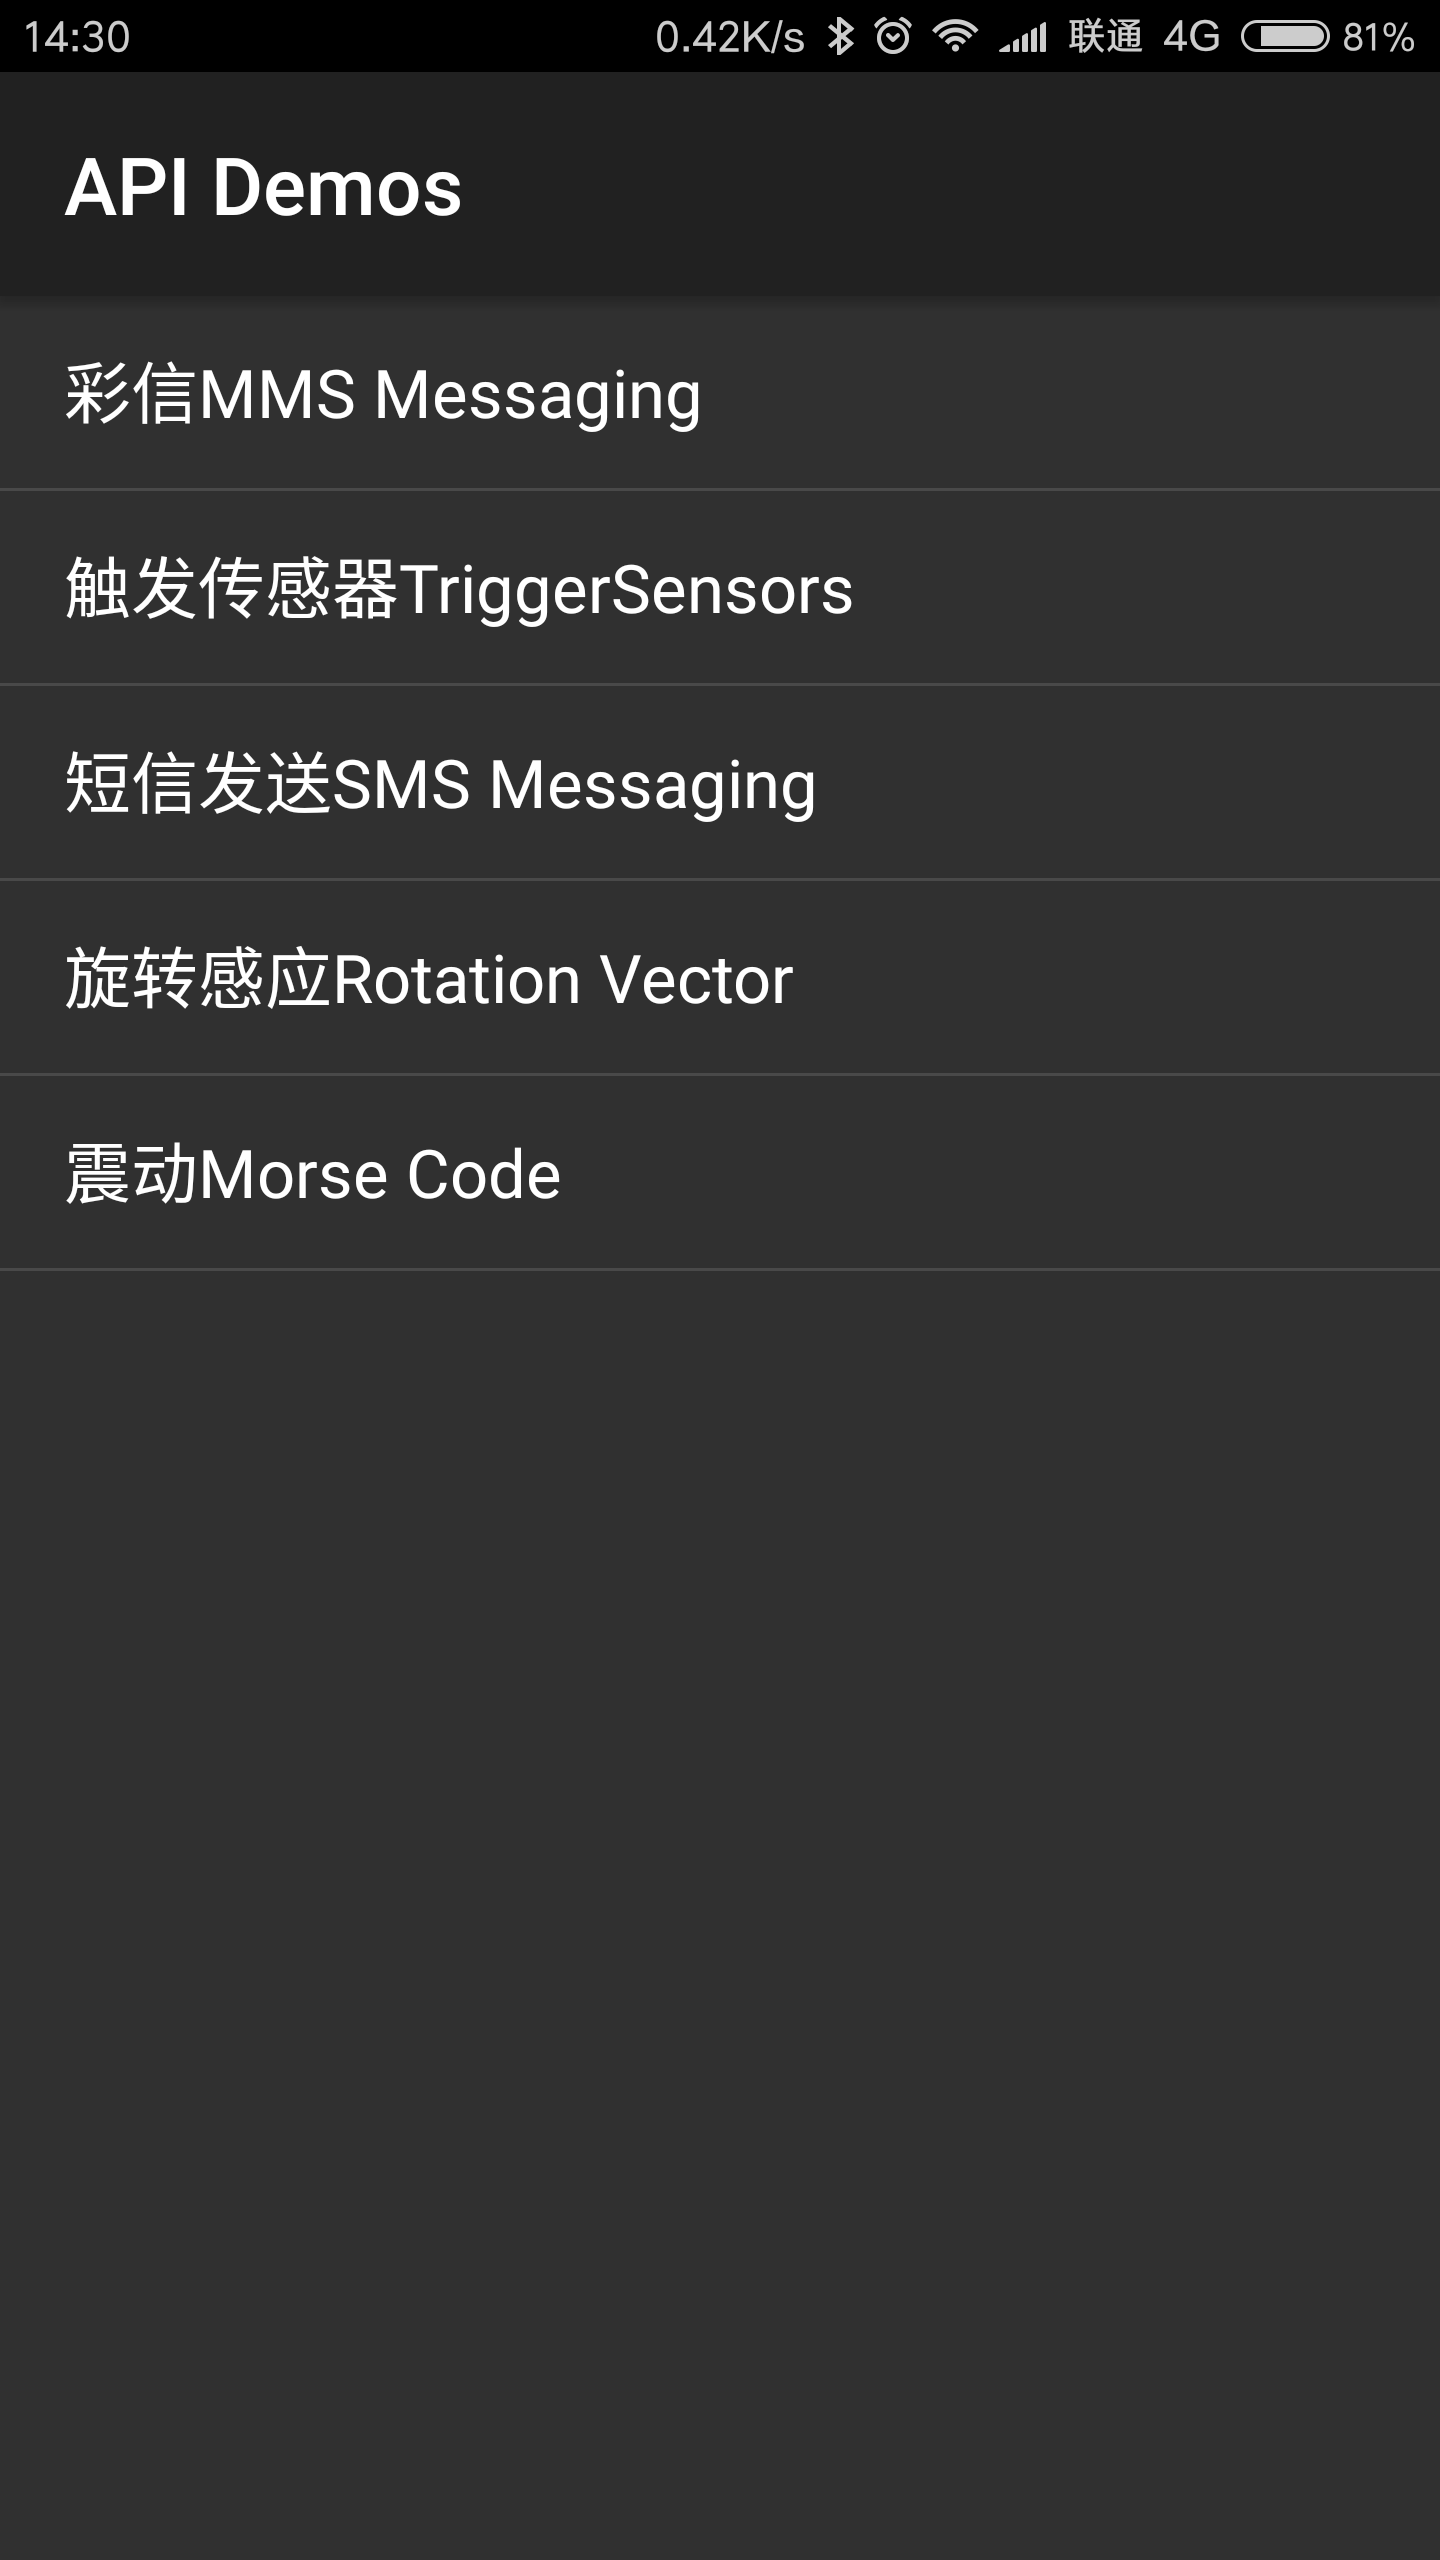 14:30 0.42K/s 联通 4G 81%
API Demos
彩信MMS Messaging
触发传感器TriggerSensors
短信发送SMS Messaging
旋转感应Rotation Vector
震动Morse Code